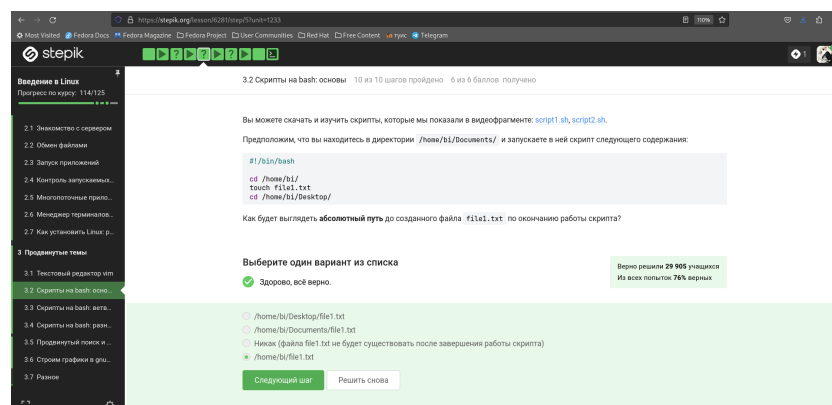 https://stepik.org/lesson/6281/step/5?unit=1233
110%
Most Visited Fedora Docs Fedora Magazine Fedora Project User Communities Red Hat Free Content туис Telegram
stepik
1
Введение в Linux
Прогресс по курсу: 114/125
2.1 Знакомство с сервером
2.2 Обмен файлами
2.3 Запуск приложений
2.4 Контроль запускаемых...
2.5 Многопоточные прило...
2.6 Менеджер терминалов...
2.7 Как установить Linux: р...
3 Продвинутые темы
3.1 Текстовый редактор vim
3.2 Скрипты на bash: осно...
3.3 Скрипты на bash: ветв...
3.4 Скрипты на bash: разн...
3.5 Продвинутый поиск и ...
3.6 Строим графики в gnu...
3.7 Разное
3.2 Скрипты на bash: основы 10 из 10 шагов пройдено 6 из 6 баллов получено
Вы можете скачать и изучить скрипты, которые мы показали в видеофрагменте: script1.sh, script2.sh.
Предположим, что вы находитесь в директории /home/bi/Documents/ и запускаете в ней скрипт следующего содержания:
#!/bin/bash
cd /home/bi/
touch file1.txt
cd /home/bi/Desktop/
Как будет выглядеть абсолютный путь до созданного файла file1.txt по окончанию работы скрипта?
Выберите один вариант из списка
Здорово, всё верно.
Верно решили 29 905 учащихся
Из всех попыток 76% верных
/home/bi/Desktop/file1.txt
/home/bi/Documents/file1.txt
Никак (файла file1.txt не будет существовать после завершения работы скрипта)
/home/bi/file1.txt
Следующий шаг Решить снова